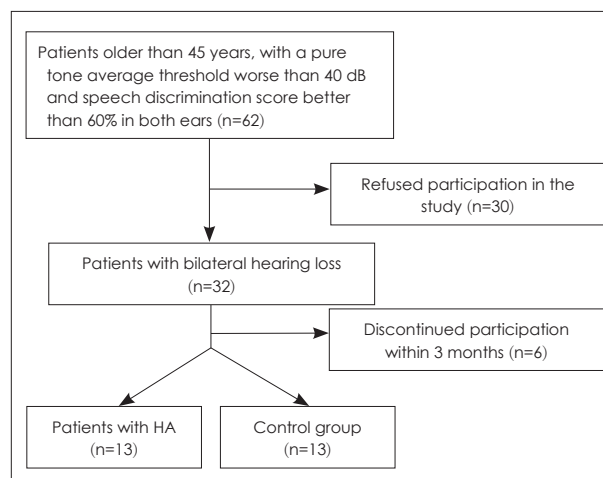 Patients older than 45 years, with a pure
tone average threshold worse than 40 dB
and speech discrimination score better
than 60% in both ears (n=62)
Refused participation in the
study (n=30)
Patients with bilateral hearing loss
(n=32)
Discontinued participation
within 3 months (n=6)
Patients with HA
(n=13)
Control group
(n=13)